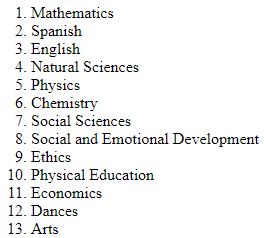 1. Mathematics
2. Spanish
3. English
4. Natural Sciences
5. Physics
6. Chemistry
7. Social Sciences
8. Social and Emotional Development
9. Ethics
10. Physical Education
11. Economics
12. Dances
13. Arts